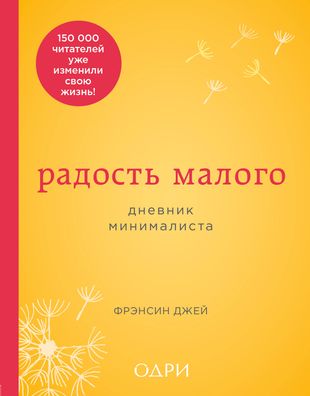 150 000
читателей
уже
изменили
свою
жизнь!
радость малого
дневник
минималиста
ФРЭНСИН ДЖЕЙ
ОДРИ